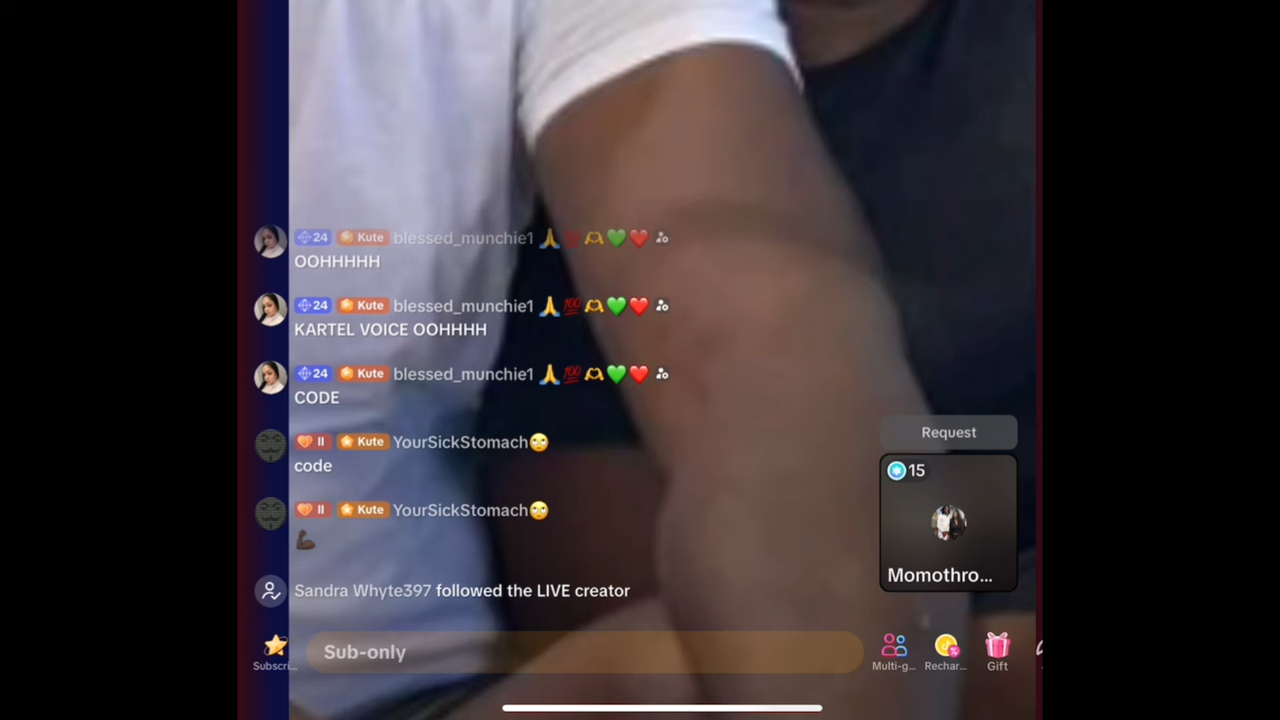 24 Kute blessed_munchie1 🙏💯🫶💚❤️
OOHHHHH
24 Kute blessed_munchie1 🙏💯🫶💚❤️
KARTEL VOICE OOHHHH
24 Kute blessed_munchie1 🙏💯🫶💚❤️
CODE
II Kute YourSickStomach🙄
code
II Kute YourSickStomach🙄
💪🏿
Sandra Whyte397 followed the LIVE creator
Request
15
Momothro...
Subscri...
Sub-only
Multi-g...
Rechar...
Gift